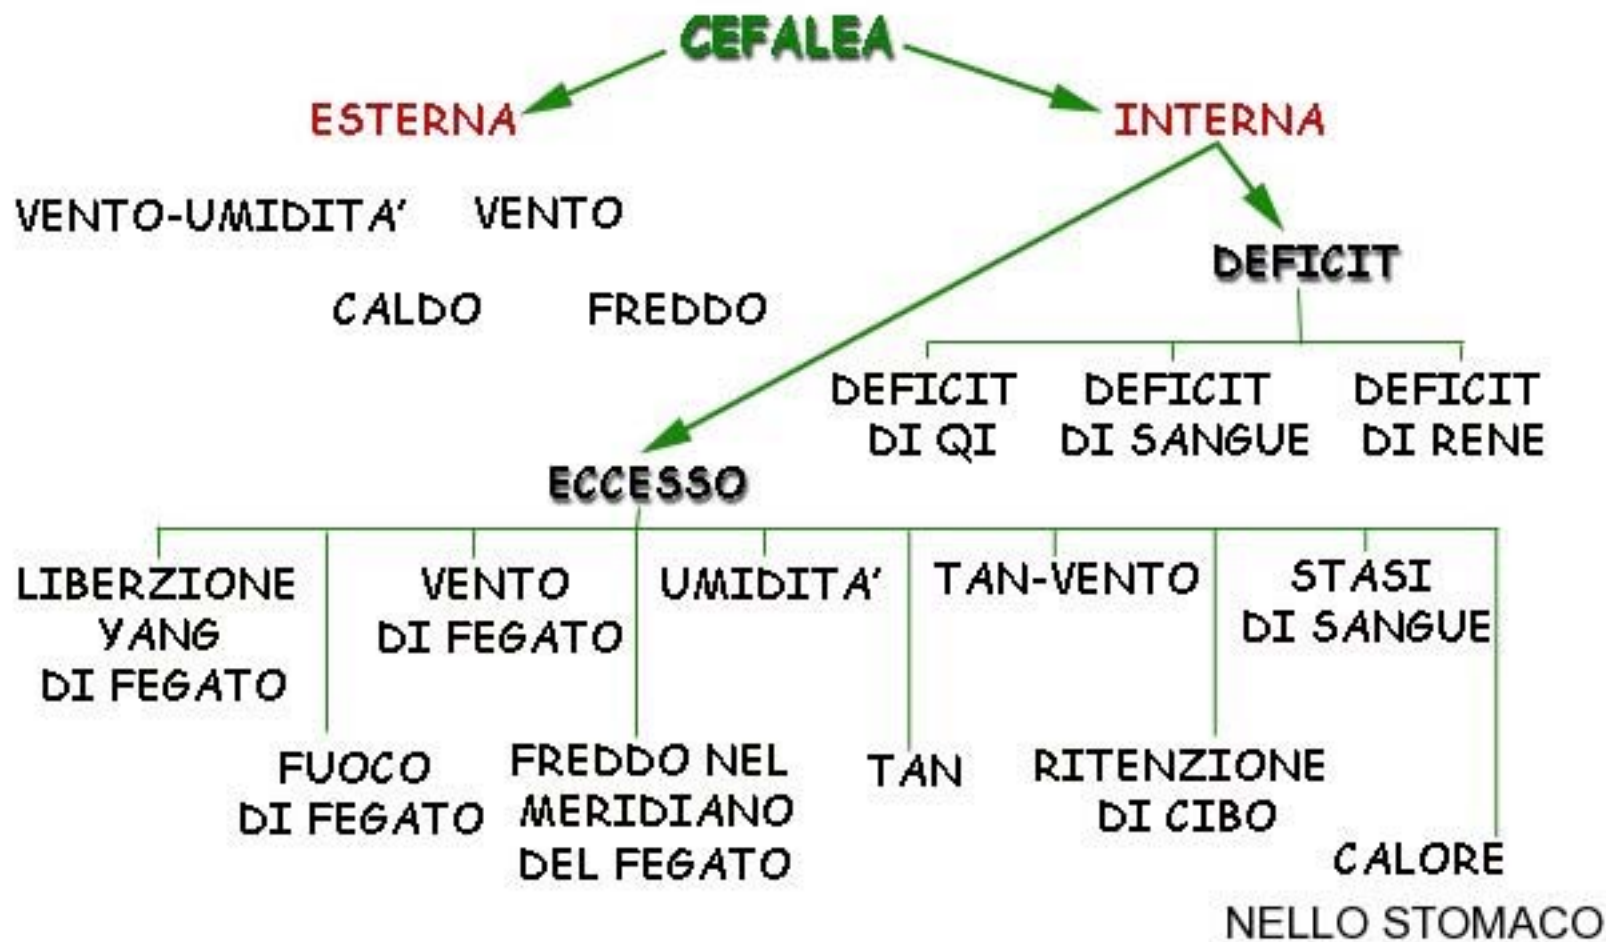 CEFALEA
ESTERNA
INTERNA
VENTO-UMIDITA'
VENTO
CALDO
FREDDO
DEFICIT
DEFICIT
DI QI
DEFICIT
DI SANGUE
DEFICIT
DI RENE
ECCESSO
LIBERZIONE
YANG
DI FEGATO
FUOCO
DI FEGATO
VENTO
DI FEGATO
FREDDO NEL
MERIDIANO
DEL FEGATO
UMIDITA'
TAN
TAN-VENTO
RITENZIONE
DI CIBO
STASI
DI SANGUE
CALORE
NELLO STOMACO